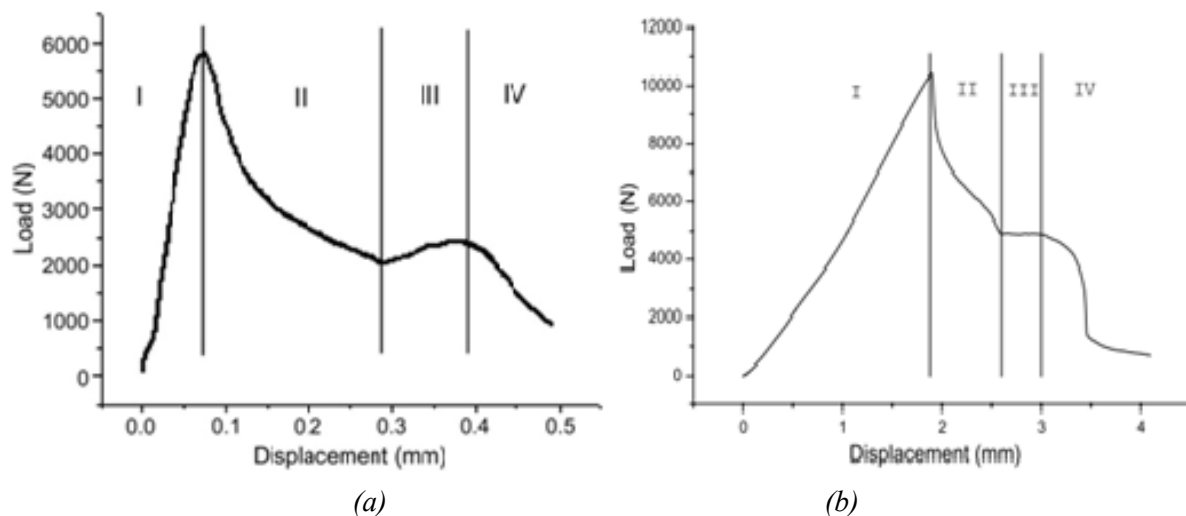 6000
5000
4000
3000
2000
1000
0
Load (N)
I
II
III
IV
0.0
0.1
0.2
0.3
0.4
0.5
Displacement (mm)
(a)
12000
10000
8000
6000
4000
2000
0
Load (N)
I
II
III
IV
0
1
2
3
4
Displacement (mm)
(b)